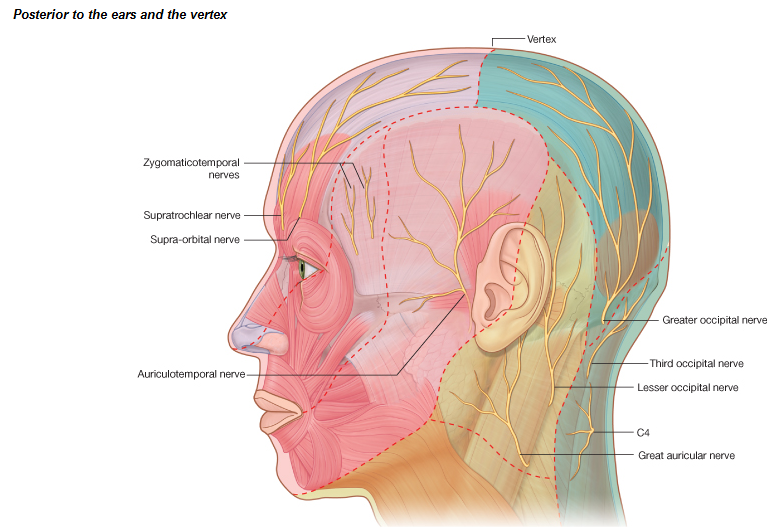 Posterior to the ears and the vertex
Vertex
Zygomaticotemporal
nerves
Supratrochlear nerve
Supra-orbital nerve
Greater occipital nerve
Third occipital nerve
Auriculotemporal nerve
Lesser occipital nerve
C4
Great auricular nerve